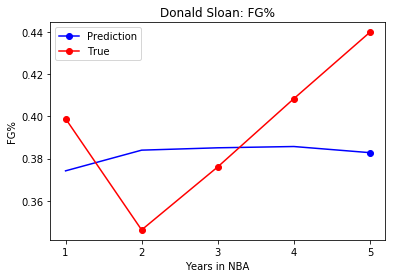 Donald Sloan: FG%
Prediction
True
FG%
0.44
0.42
0.40
0.38
0.36
1 2 3 4 5
Years in NBA